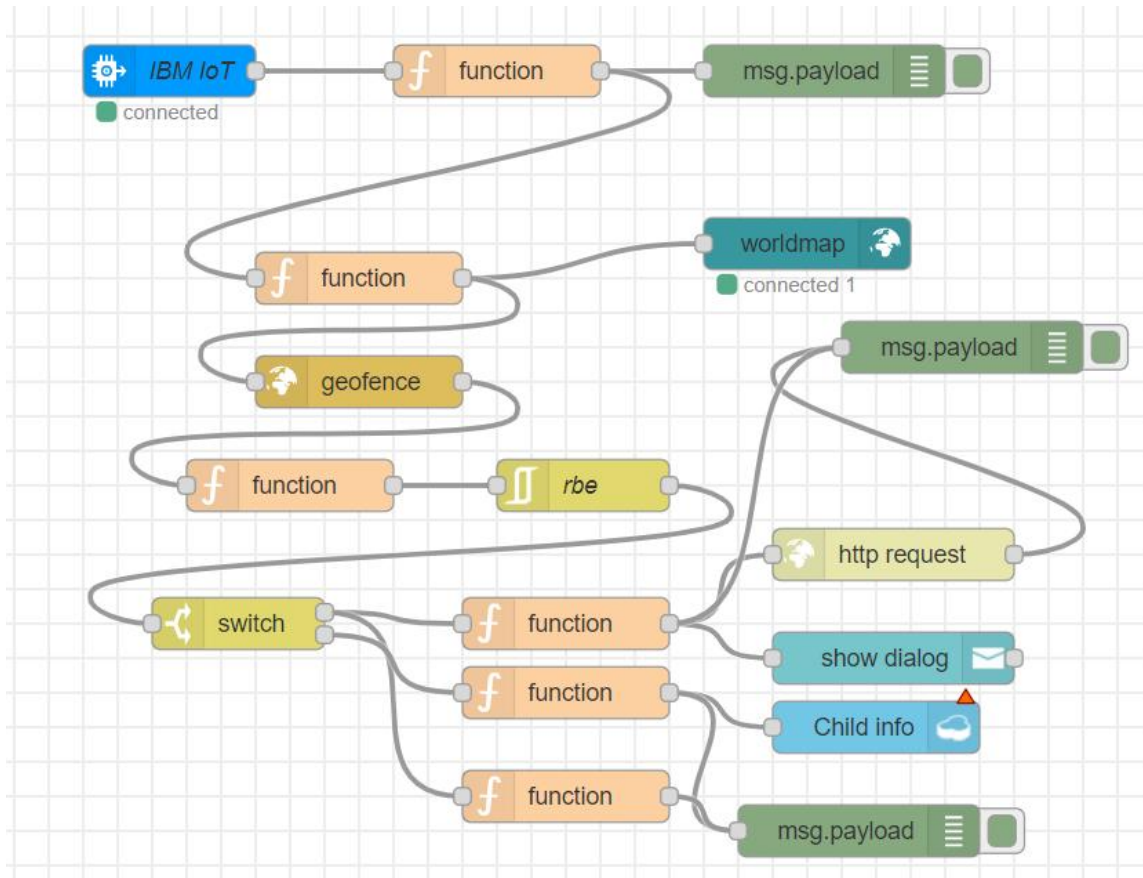 IBM IoT
function
msg.payload
connected
worldmap
function
connected 1
msg.payload
geofence
function
rbe
http request
switch
function
show dialog
function
Child info
function
msg.payload